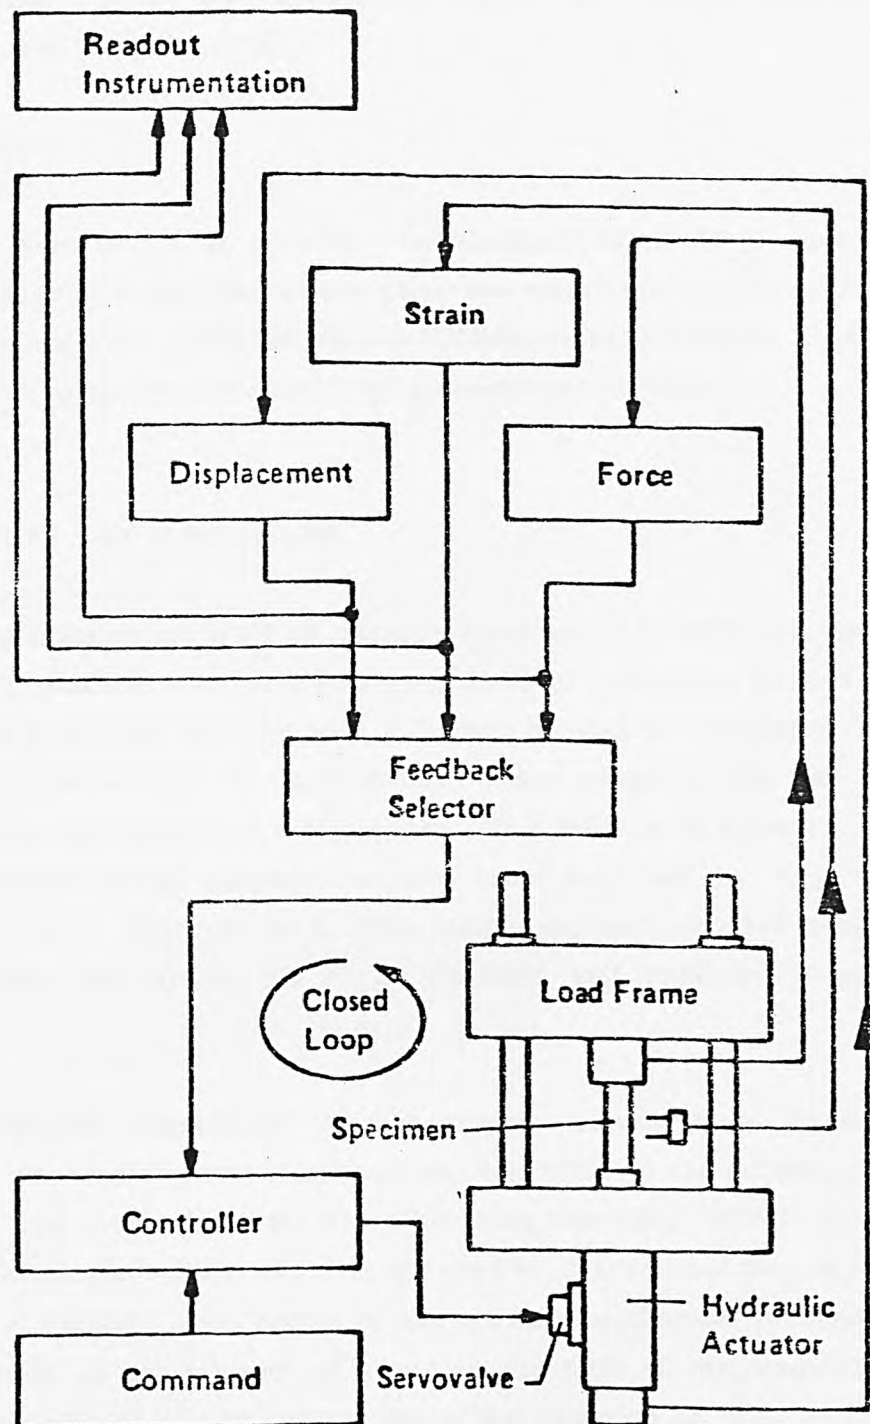 Readout
Instrumentation
Strain
Displacement
Force
Feedback
Selector
Closed
Loop
Load Frame
Specimen
Controller
Hydraulic
Actuator
Servovalve
Command